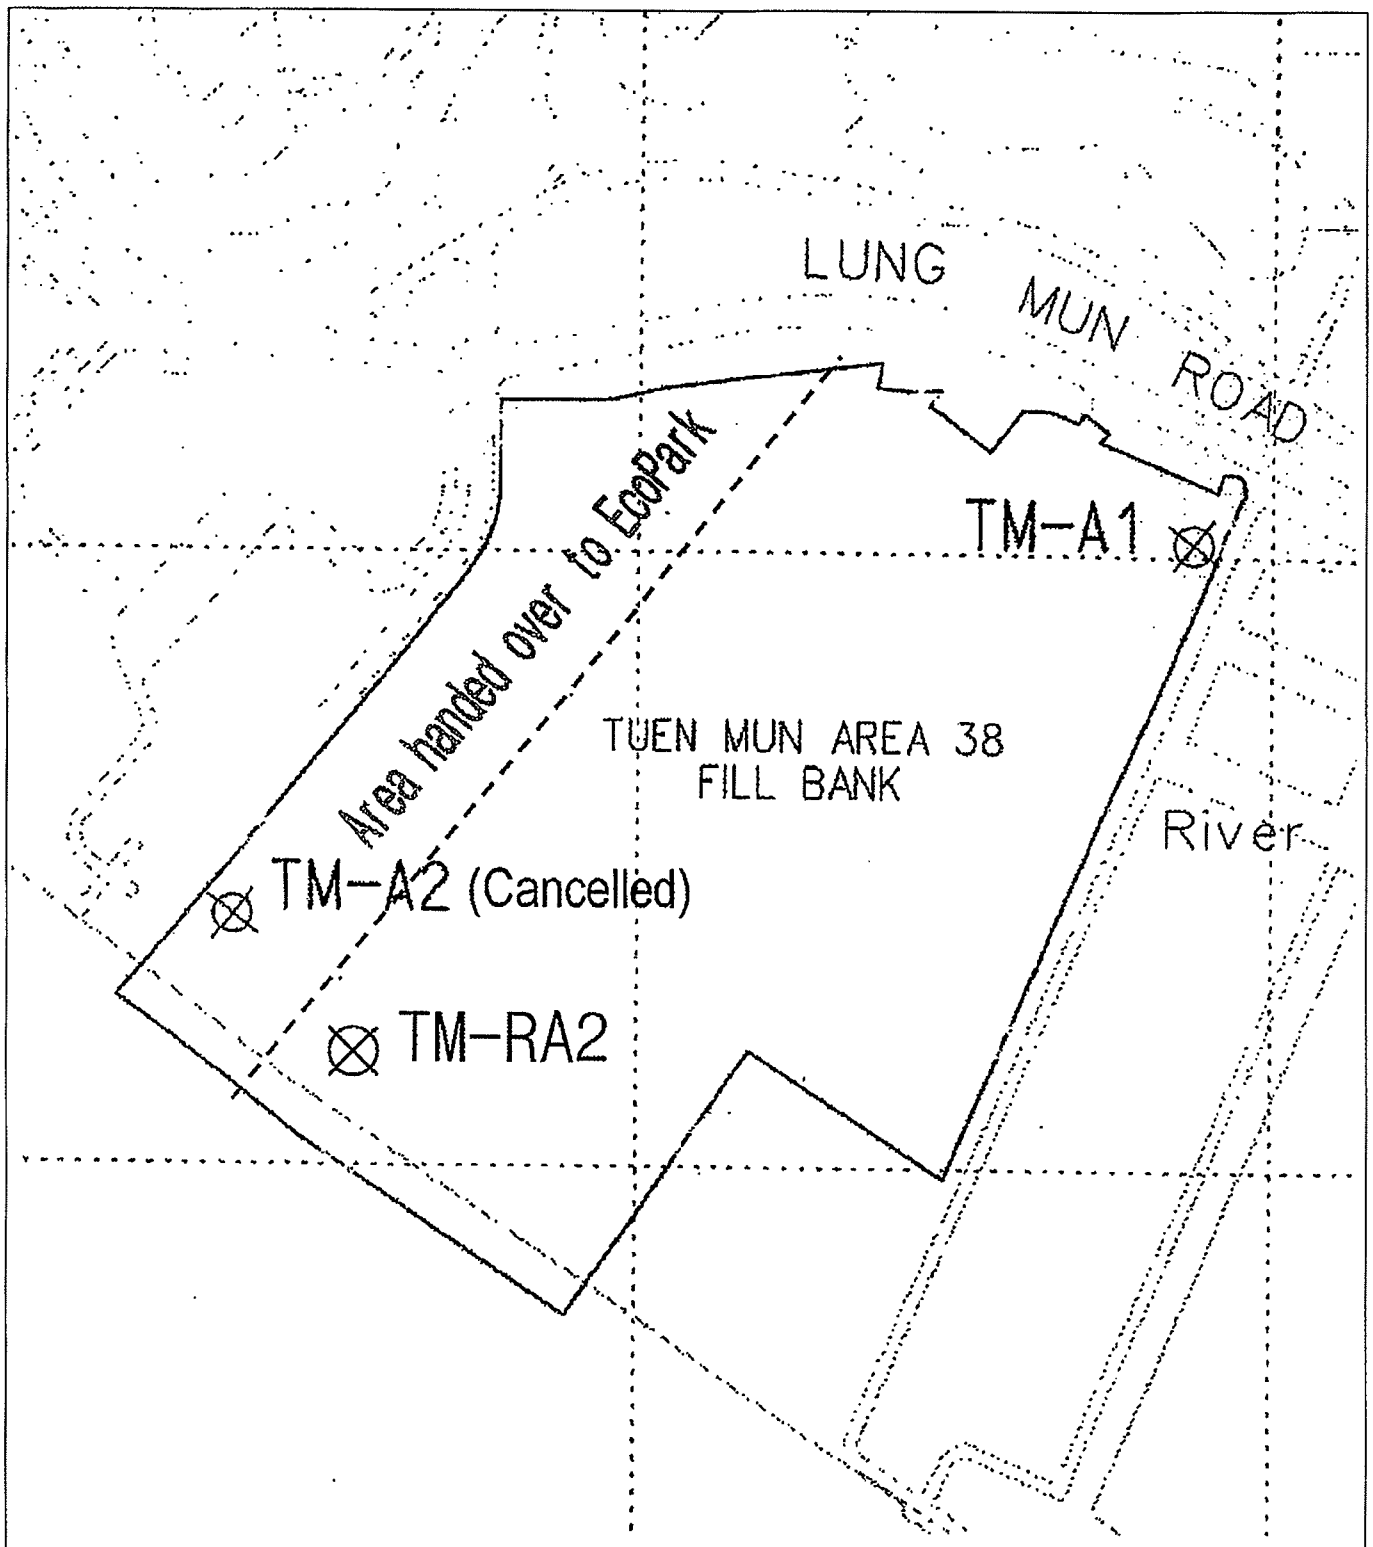 LUNG MUN ROAD
Area handed over to EcoPark
TM-A1
TUEN MUN AREA 38
FILL BANK
River
TM-A2 (Cancelled)
TM-RA2